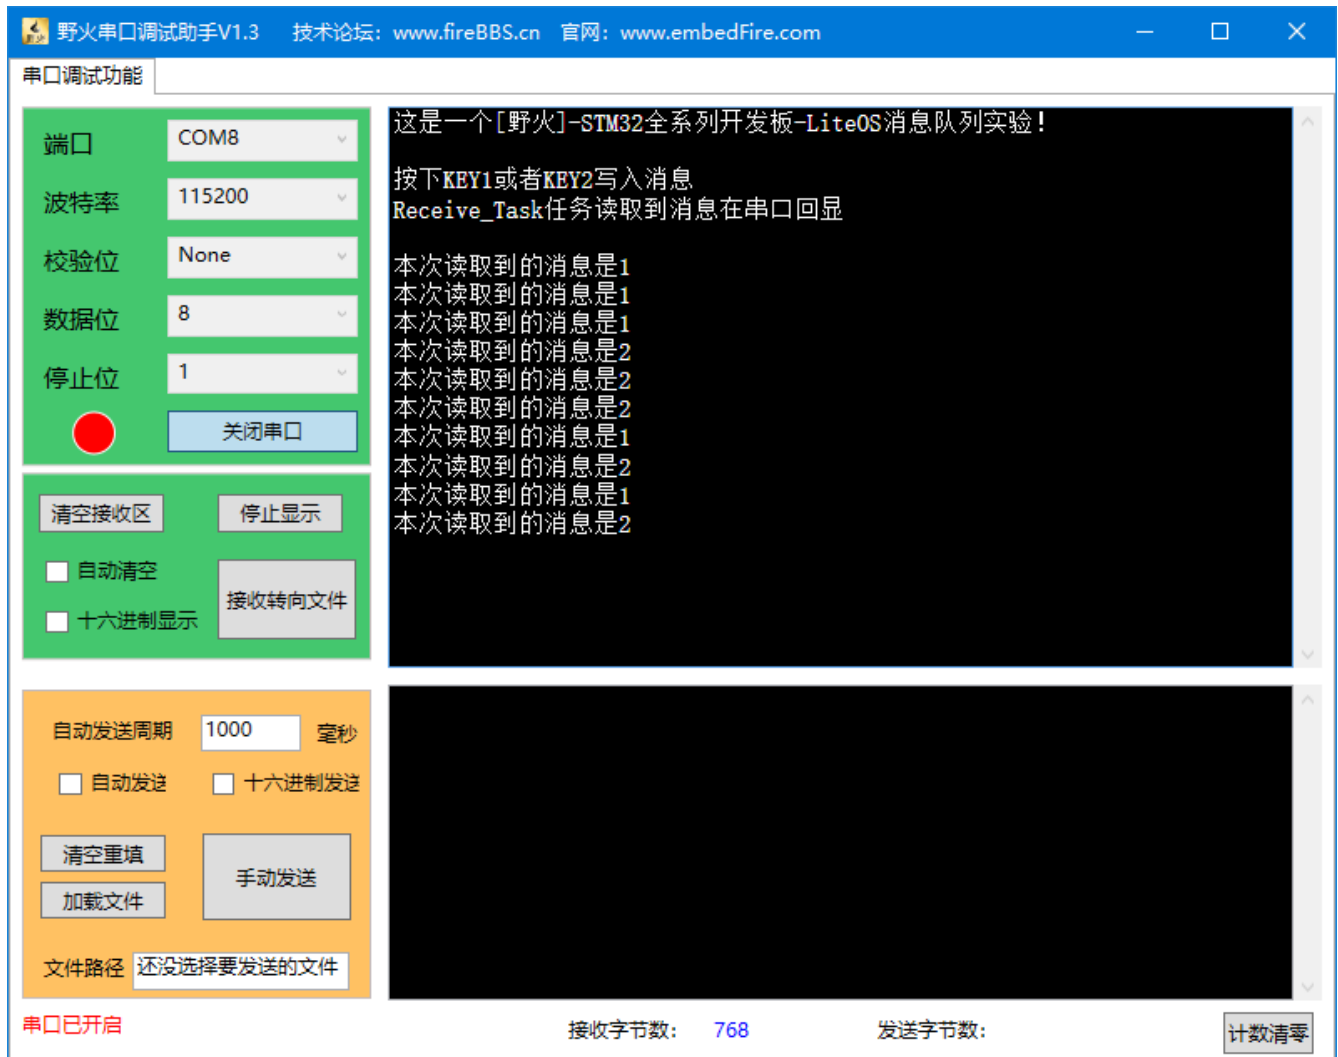 野火串口调试助手V1.3 技术论坛：www.fireBBS.cn 官网：www.embedFire.com
串口调试功能
端口 COM8
波特率 115200
校验位 None
数据位 8
停止位 1
关闭串口
清空接收区 停止显示
自动清空
接收转向文件
十六进制显示
这是一个[野火]-STM32全系列开发板-LiteOS消息队列实验！
按下KEY1或者KEY2写入消息
Receive_Task任务读取到消息在串口回显
本次读取到的消息是1
本次读取到的消息是1
本次读取到的消息是1
本次读取到的消息是2
本次读取到的消息是2
本次读取到的消息是2
本次读取到的消息是1
本次读取到的消息是2
本次读取到的消息是1
本次读取到的消息是2
自动发送周期 1000 毫秒
自动发送 十六进制发送
清空重填
手动发送
加载文件
文件路径 还没选择要发送的文件
串口已开启 接收字节数： 768 发送字节数： 计数清零